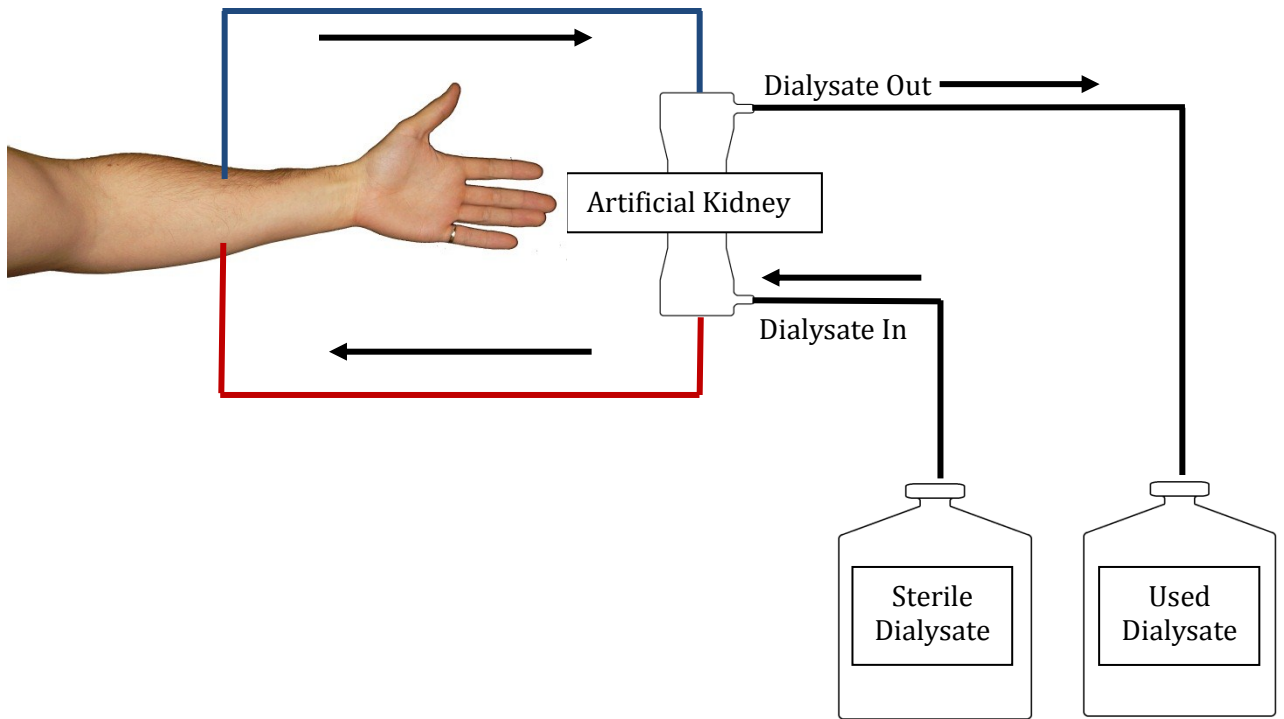 Dialysate Out
Artificial Kidney
Dialysate In
Sterile
Dialysate
Used
Dialysate